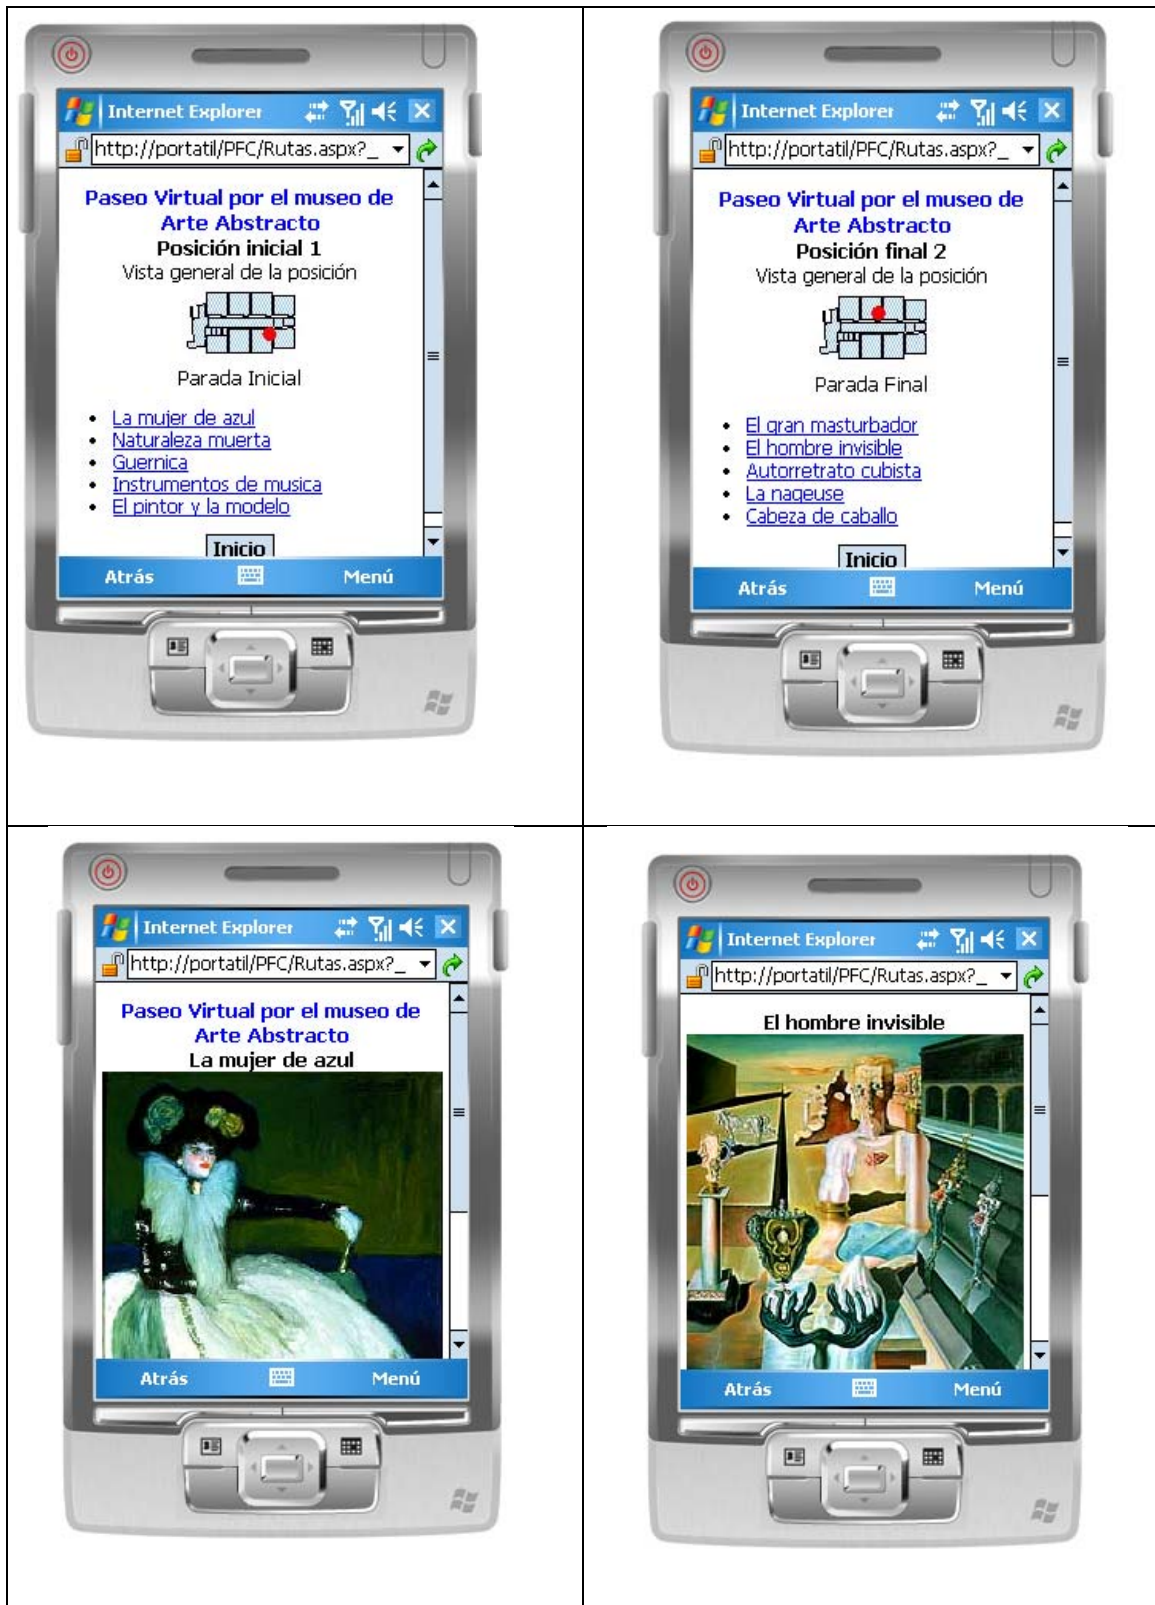 Internet Explorer
http://portatil/PFC/Rutas.aspx?_
Paseo Virtual por el museo de
Arte Abstracto
Posición inicial 1
Vista general de la posición
Parada Inicial
La mujer de azul
Naturaleza muerta
Guernica
Instrumentos de musica
El pintor y la modelo
Inicio
Atrás Menú
Internet Explorer
http://portatil/PFC/Rutas.aspx?_
Paseo Virtual por el museo de
Arte Abstracto
Posición final 2
Vista general de la posición
Parada Final
El gran masturbador
El hombre invisible
Autorretrato cubista
La nageuse
Cabeza de caballo
Inicio
Atrás Menú
Internet Explorer
http://portatil/PFC/Rutas.aspx?_
Paseo Virtual por el museo de
Arte Abstracto
La mujer de azul
Atrás Menú
Internet Explorer
http://portatil/PFC/Rutas.aspx?_
El hombre invisible
Atrás Menú